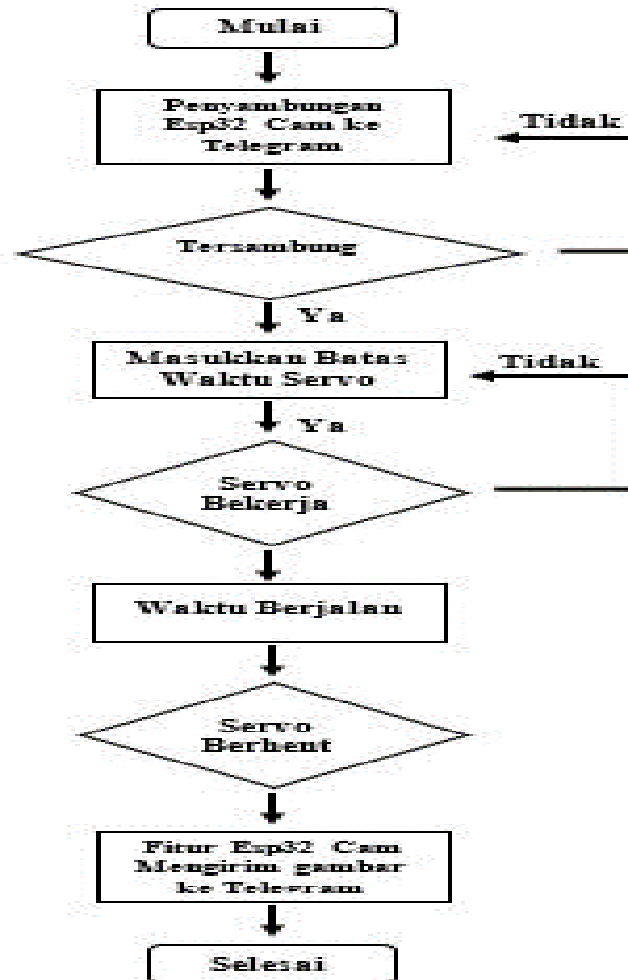 Mulai
Penyambungan
Esp32 Cam ke
Telegram
Tidak
Tersambung
Ya
Masukkan Batas
Waktu Servo
Tidak
Ya
Servo
Bekerja
Waktu Berjalan
Servo
Berhent
Fitur Esp32 Cam
Mengirim gambar
ke Telegram
Selesai